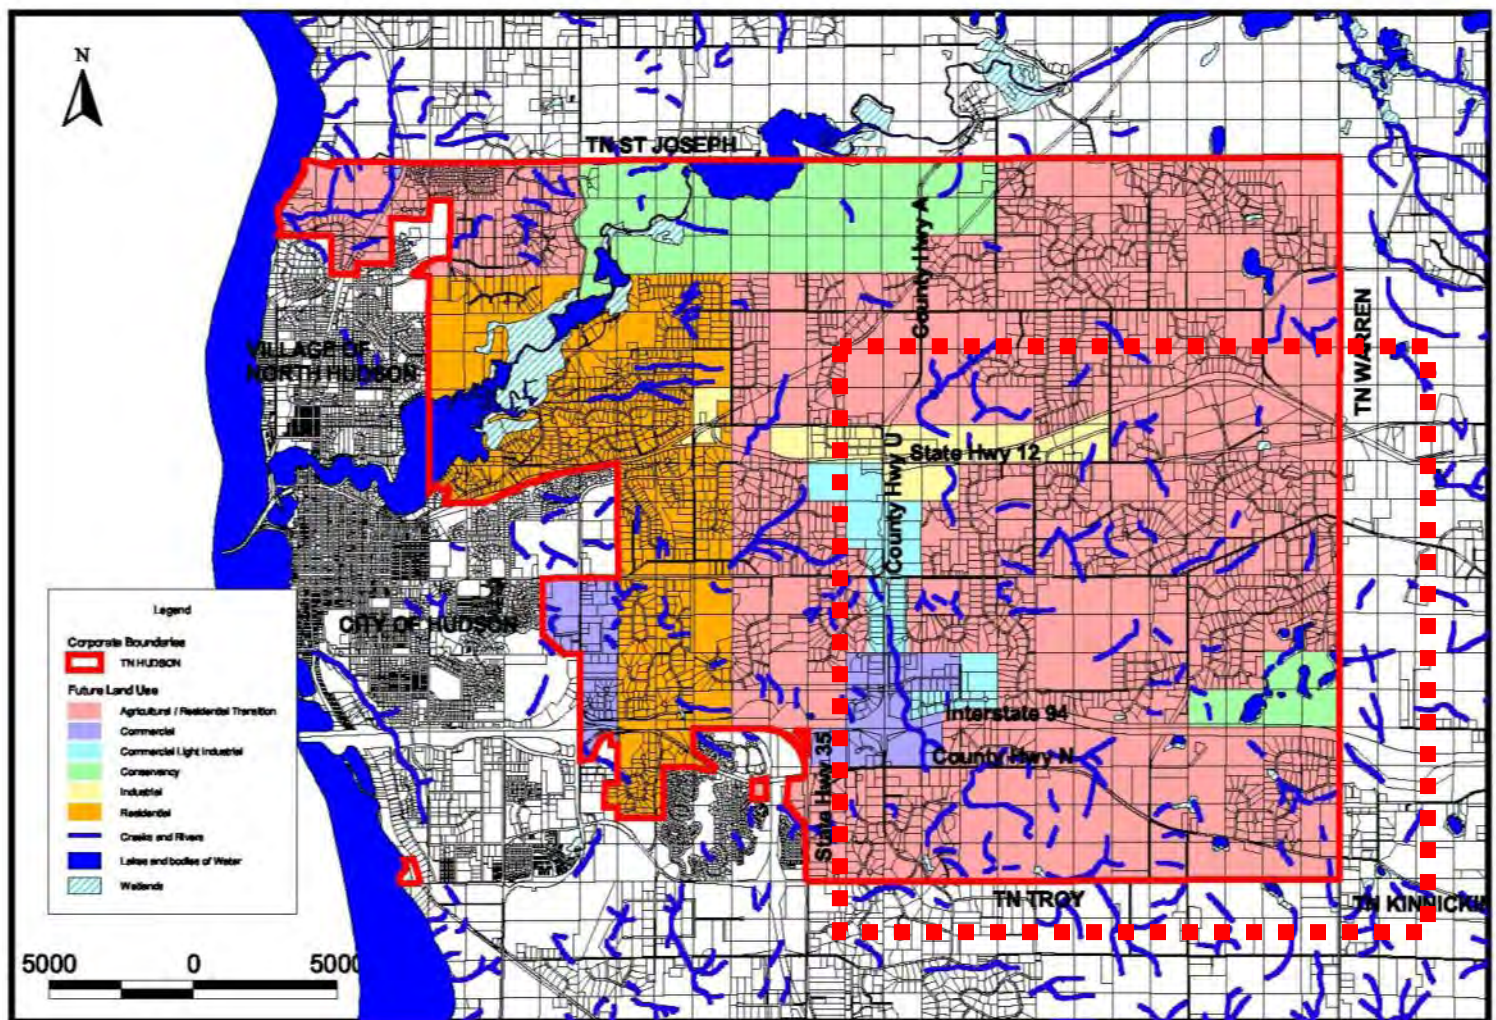 N
TN ST JOSEPH
County Hwy A
VILLAGE OF
NORTH HUDSON
TN WARREN
State Hwy 12
County Hwy U
CITY OF HUDSON
Interstate 94
County Hwy N
State Hwy 35
TN TROY
TN KINNICKI
Legend
Corporate Bounderies
TN HUDSON
Future Land Use
Agricultural / Residential Transition
Commercial
Commercial Light Industrial
Conservancy
Industrial
Residential
Creeks and Rivers
Lakes and bodies of Water
Wetlands
5000 0 5000